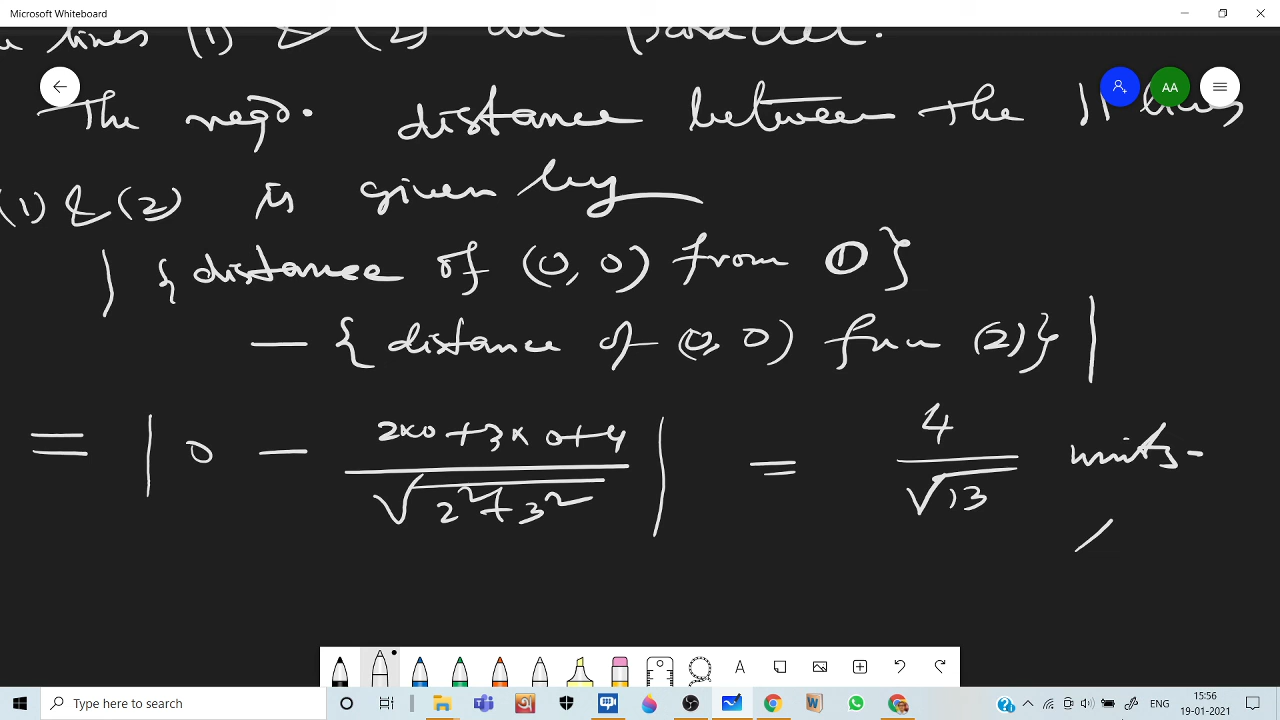 Microsoft Whiteboard
lines (1) & (2) are parallel.
The reqd. distance between the || lines
(1) & (2) is given by
| {distance of (0, 0) from ①}
— {distance of (0, 0) from (2)} |
= | 0 - (2×0 + 3×0+4)/√(2²+3²) | = 4/√13 units.
AA
A
Type here to search
ENG
15:56
19-01-2021